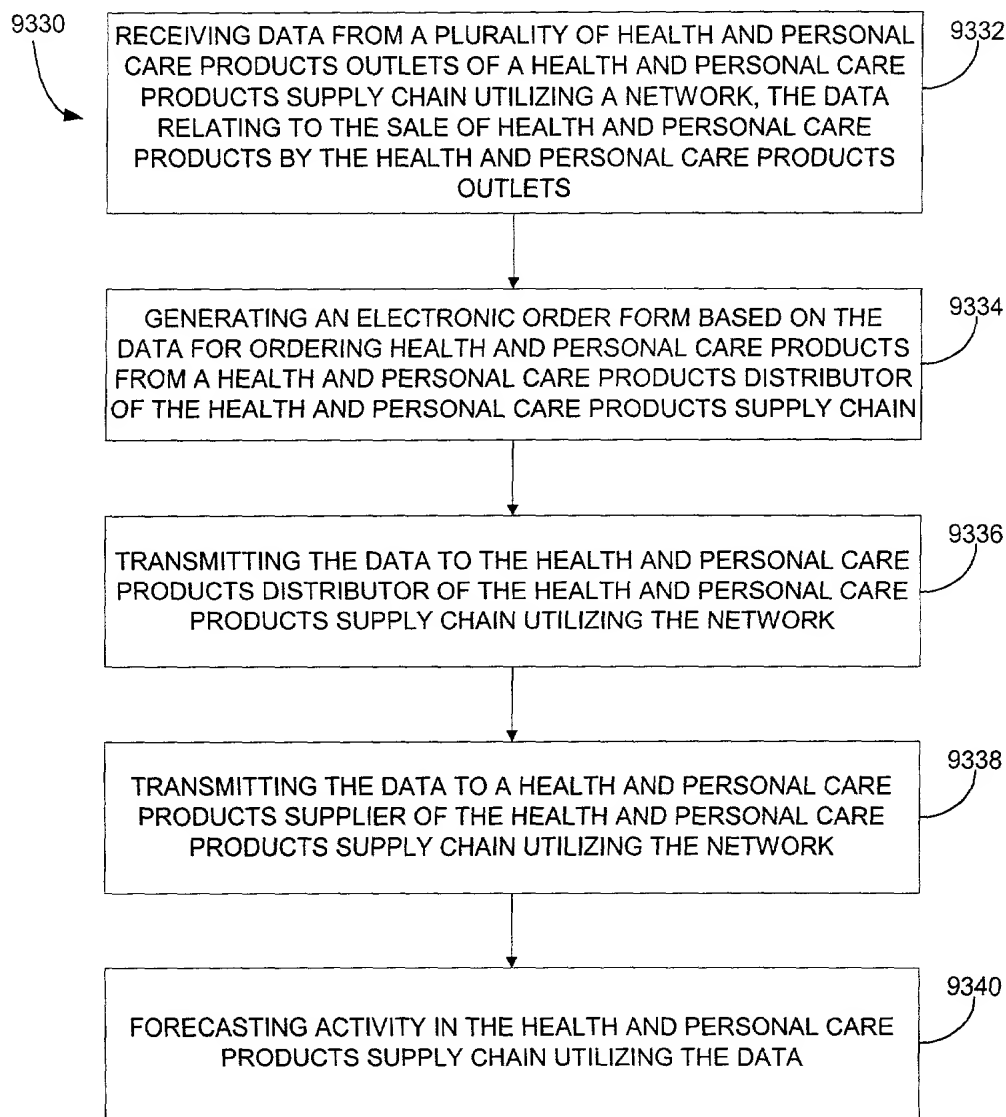 9330
RECEIVING DATA FROM A PLURALITY OF HEALTH AND PERSONAL
CARE PRODUCTS OUTLETS OF A HEALTH AND PERSONAL CARE
PRODUCTS SUPPLY CHAIN UTILIZING A NETWORK, THE DATA
RELATING TO THE SALE OF HEALTH AND PERSONAL CARE
PRODUCTS BY THE HEALTH AND PERSONAL CARE PRODUCTS
OUTLETS
9332
GENERATING AN ELECTRONIC ORDER FORM BASED ON THE
DATA FOR ORDERING HEALTH AND PERSONAL CARE PRODUCTS
FROM A HEALTH AND PERSONAL CARE PRODUCTS DISTRIBUTOR
OF THE HEALTH AND PERSONAL CARE PRODUCTS SUPPLY CHAIN
9334
TRANSMITTING THE DATA TO THE HEALTH AND PERSONAL CARE
PRODUCTS DISTRIBUTOR OF THE HEALTH AND PERSONAL CARE
PRODUCTS SUPPLY CHAIN UTILIZING THE NETWORK
9336
TRANSMITTING THE DATA TO A HEALTH AND PERSONAL CARE
PRODUCTS SUPPLIER OF THE HEALTH AND PERSONAL CARE
PRODUCTS SUPPLY CHAIN UTILIZING THE NETWORK
9338
FORECASTING ACTIVITY IN THE HEALTH AND PERSONAL CARE
PRODUCTS SUPPLY CHAIN UTILIZING THE DATA
9340